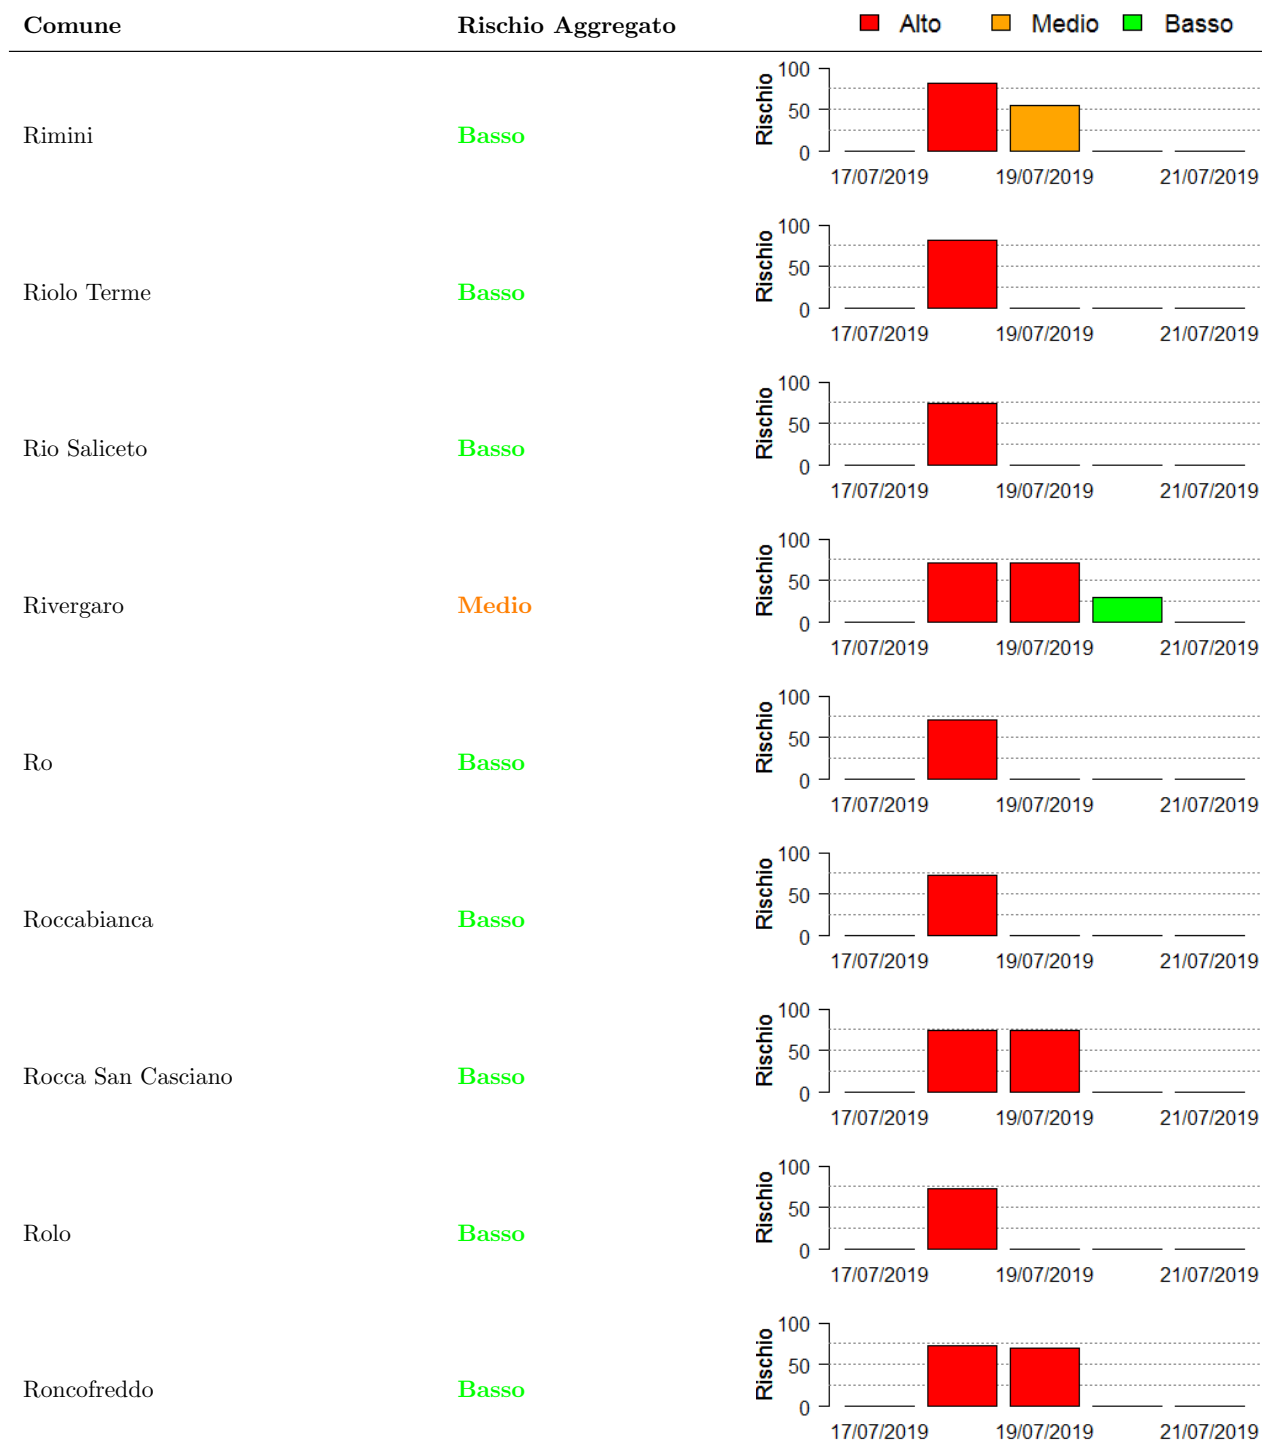 Comune Rischio Aggregato Alto Medio Basso
Rimini Basso Rischio 100 50 0
17/07/2019 19/07/2019 21/07/2019
Riolo Terme Basso Rischio 100 50 0
17/07/2019 19/07/2019 21/07/2019
Rio Saliceto Basso Rischio 100 50 0
17/07/2019 19/07/2019 21/07/2019
Rivergaro Medio Rischio 100 50 0
17/07/2019 19/07/2019 21/07/2019
Ro Basso Rischio 100 50 0
17/07/2019 19/07/2019 21/07/2019
Roccabianca Basso Rischio 100 50 0
17/07/2019 19/07/2019 21/07/2019
Rocca San Casciano Basso Rischio 100 50 0
17/07/2019 19/07/2019 21/07/2019
Rolo Basso Rischio 100 50 0
17/07/2019 19/07/2019 21/07/2019
Roncofreddo Basso Rischio 100 50 0
17/07/2019 19/07/2019 21/07/2019